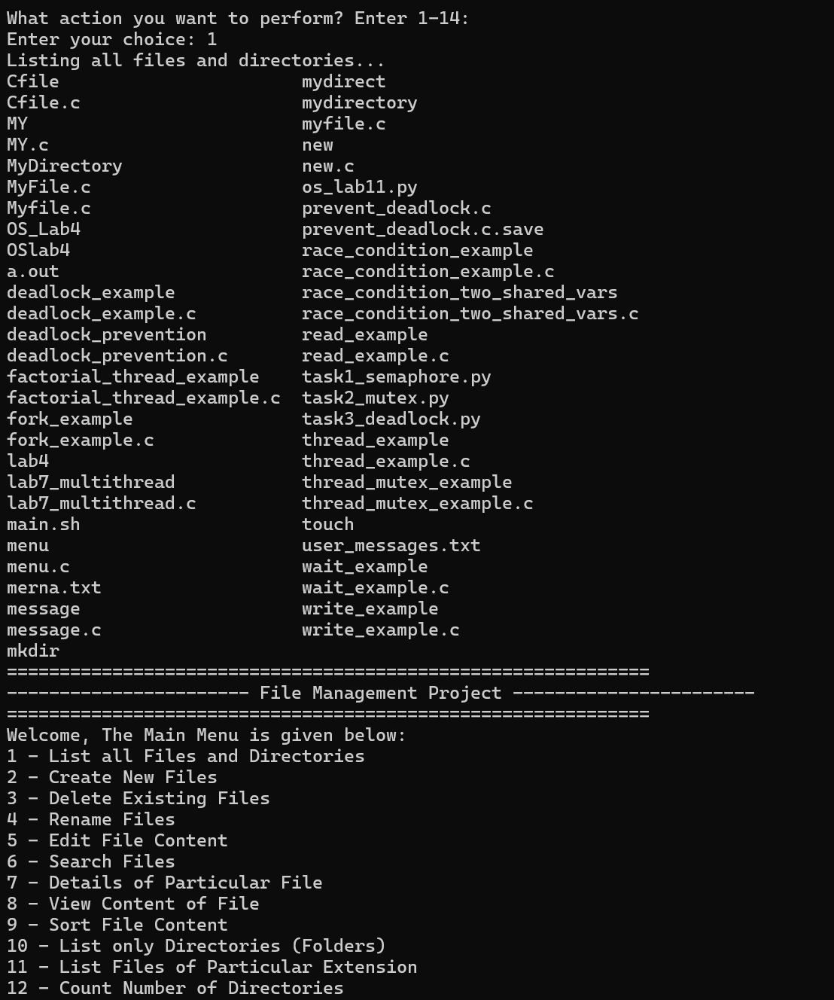 What action you want to perform? Enter 1-14:
Enter your choice: 1
Listing all files and directories...
Cfile                       mydirect
Cfile.c                     mydirectory
MY                          myfile.c
MY.c                        new
MyDirectory                 new.c
MyFile.c                    os_lab11.py
Myfile.c                    prevent_deadlock.c
OS_Lab4                     prevent_deadlock.c.save
OSlab4                      race_condition_example
a.out                       race_condition_example.c
deadlock_example            race_condition_two_shared_vars
deadlock_example.c          race_condition_two_shared_vars.c
deadlock_prevention         read_example
deadlock_prevention.c       read_example.c
factorial_thread_example    task1_semaphore.py
factorial_thread_example.c  task2_mutex.py
fork_example                task3_deadlock.py
fork_example.c              thread_example
lab4                        thread_example.c
lab7_multithread            thread_mutex_example
lab7_multithread.c          thread_mutex_example.c
main.sh                     touch
menu                        user_messages.txt
menu.c                      wait_example
merna.txt                   wait_example.c
message                     write_example
message.c                   write_example.c
mkdir
=============================================================
----------------------- File Management Project -----------------------
=============================================================
Welcome, The Main Menu is given below:
1 - List all Files and Directories
2 - Create New Files
3 - Delete Existing Files
4 - Rename Files
5 - Edit File Content
6 - Search Files
7 - Details of Particular File
8 - View Content of File
9 - Sort File Content
10 - List only Directories (Folders)
11 - List Files of Particular Extension
12 - Count Number of Directories